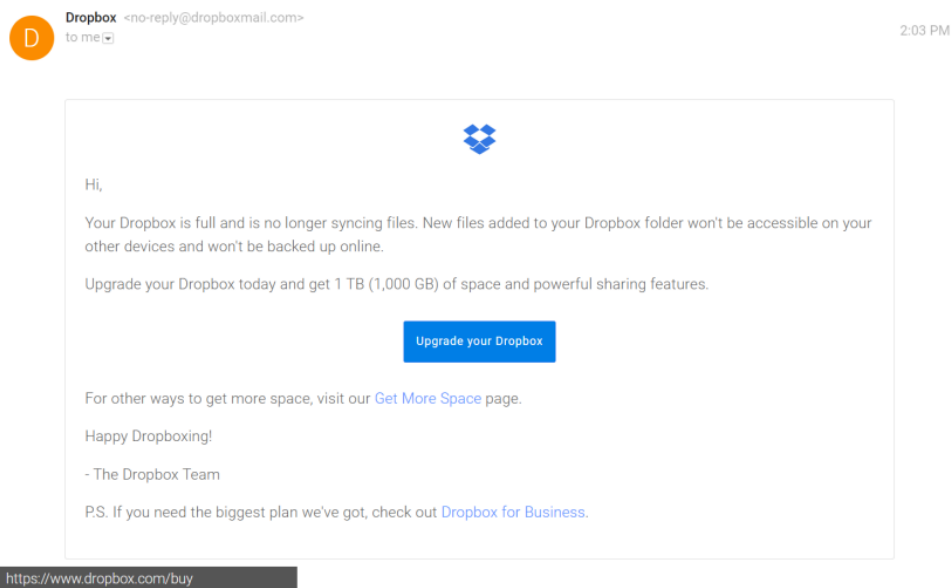 Dropbox <no-reply@dropboxmail.com>
to me
2:03 PM
D
Hi,
Your Dropbox is full and is no longer syncing files. New files added to your Dropbox folder won't be accessible on your
other devices and won't be backed up online.
Upgrade your Dropbox today and get 1 TB (1,000 GB) of space and powerful sharing features.
Upgrade your Dropbox
For other ways to get more space, visit our Get More Space page.
Happy Dropboxing!
- The Dropbox Team
P.S. If you need the biggest plan we've got, check out Dropbox for Business.
https://www.dropbox.com/buy